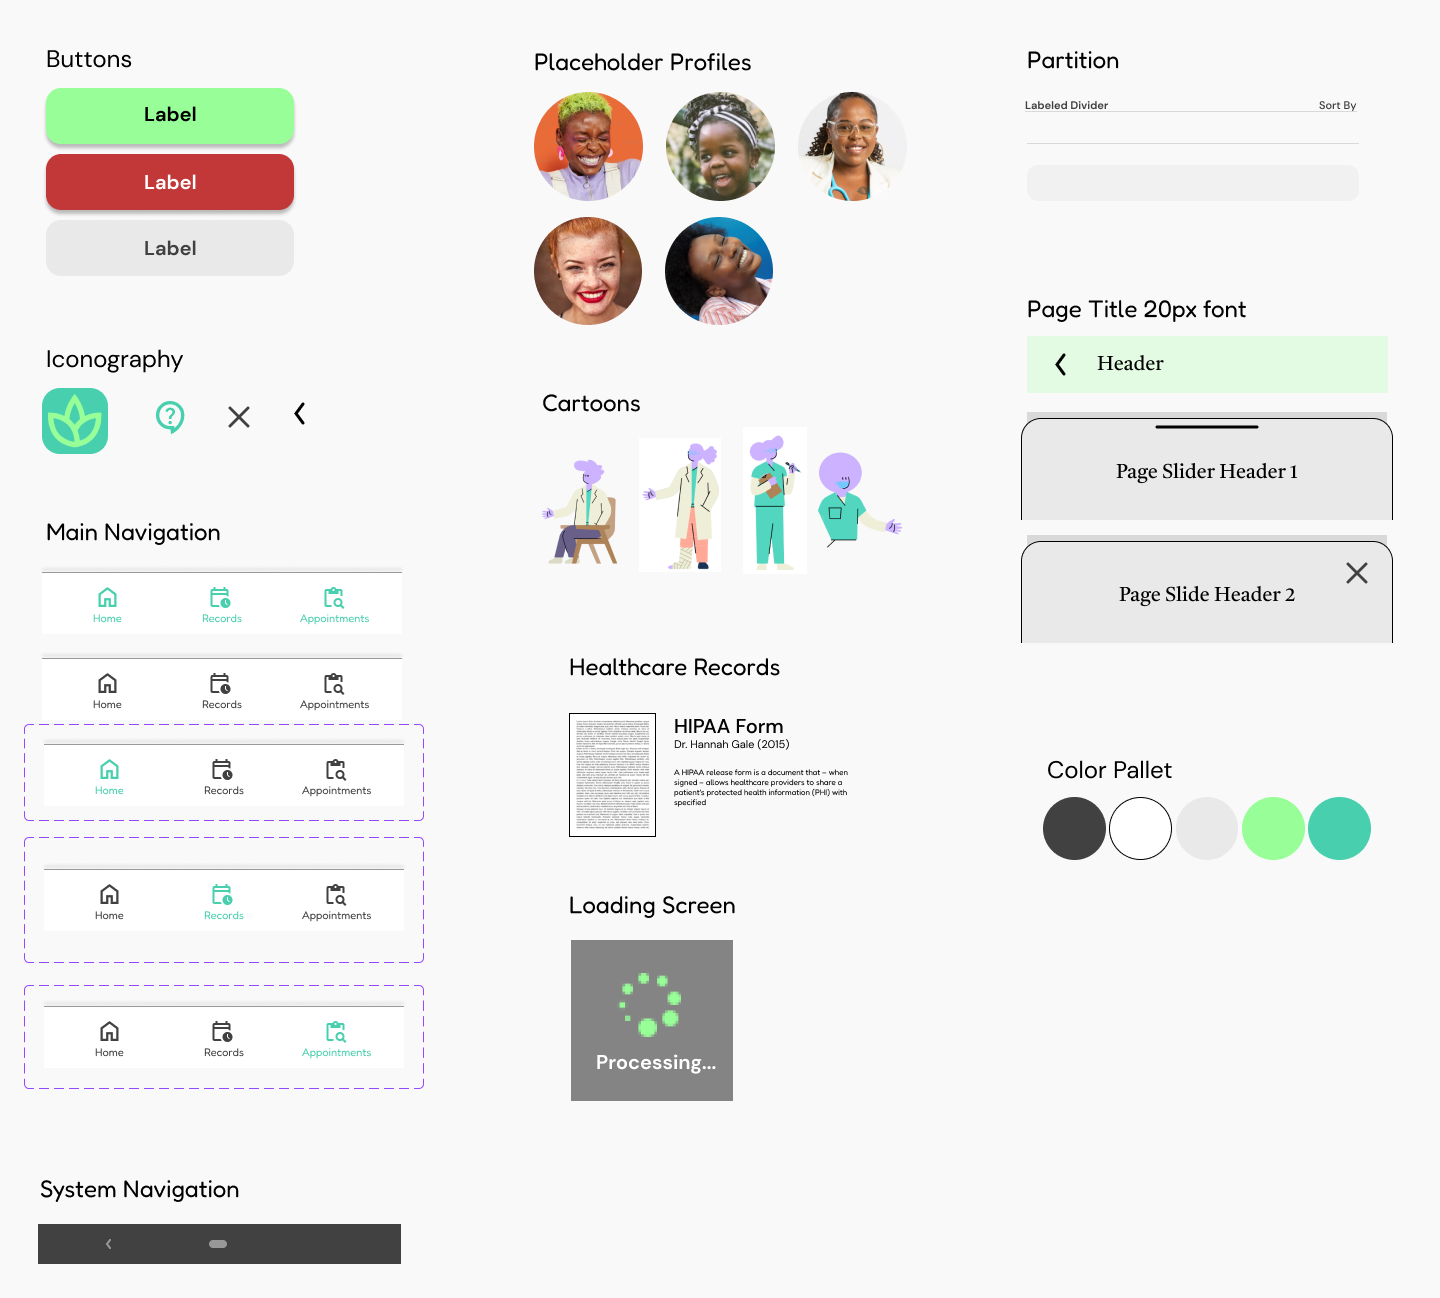 Buttons
Label
Label
Label
Iconography
Main Navigation
Home Records Appointments
Home Records Appointments
Home Records Appointments
Home Records Appointments
Home Records Appointments
System Navigation
Placeholder Profiles
Cartoons
Healthcare Records
HIPAA Form
Dr. Hannah Gale (2015)
A HIPAA release form is a document that – when
signed – allows healthcare providers to share a
patient's protected health information (PHI) with
specified
Loading Screen
Processing...
Partition
Labeled Divider Sort By
Page Title 20px font
Header
Page Slider Header 1
Page Slide Header 2
Color Pallet